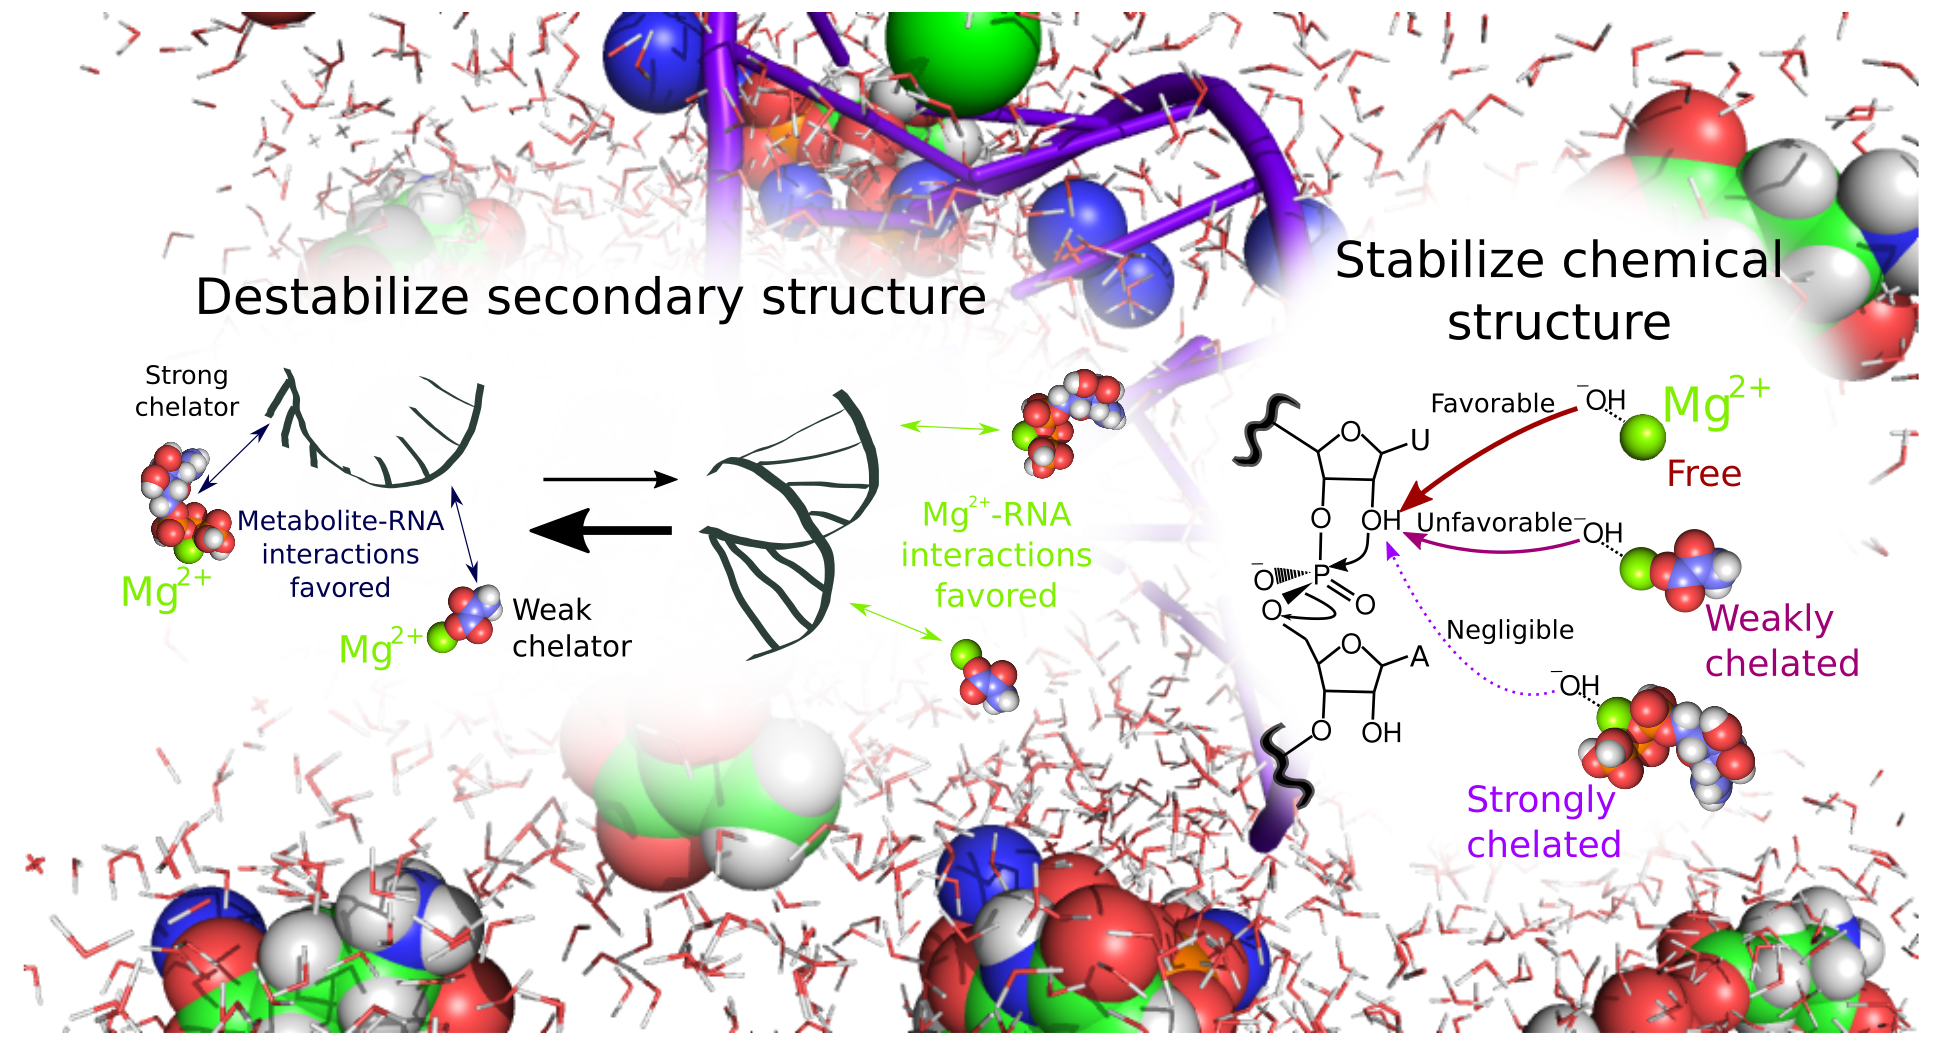 Destabilize secondary structure
Strong
chelator
Mg2+
Metabolite-RNA
interactions
favored
Mg2+
Weak
chelator
Mg2+-RNA
interactions
favored
Stabilize chemical
structure
Favorable
⁻OH
Mg2+
Free
U
O
O
OH
Unfavorable
⁻OH
⁻O
P
O
O
Weakly
chelated
Negligible
O
A
⁻OH
O
OH
Strongly
chelated